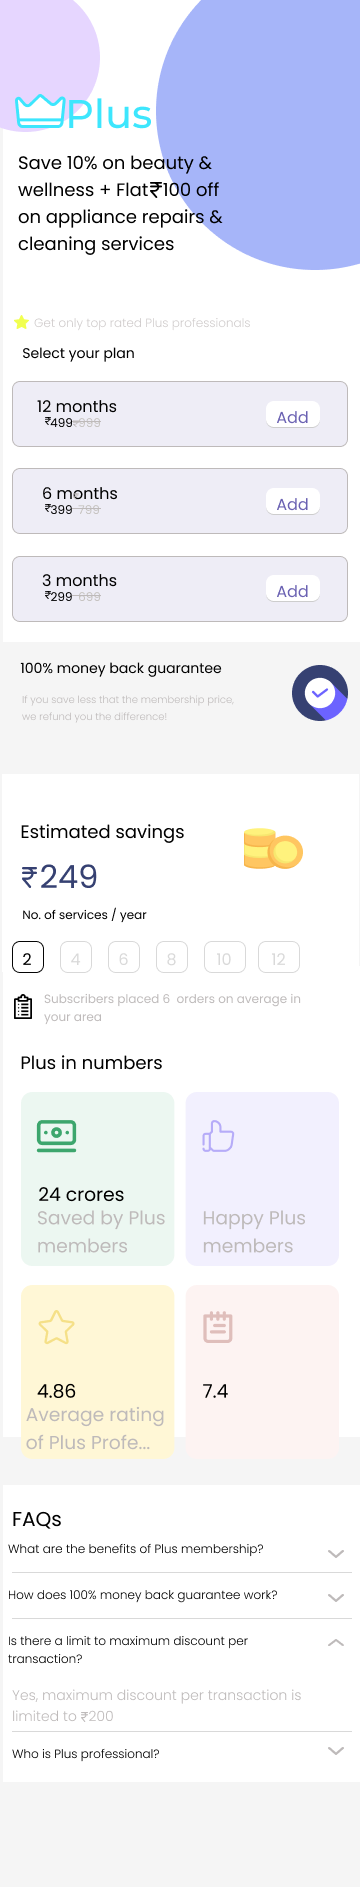 Plus
Save 10% on beauty &
wellness + Flat₹100 off
on appliance repairs &
cleaning services
Get only top rated Plus professionals
Select your plan
12 months
₹499 ₹999
Add
6 months
₹399 799
Add
3 months
₹299 699
Add
100% money back guarantee
If you save less that the membership price,
we refund you the difference!
Estimated savings
₹249
No. of services / year
2 4 6 8 10 12
Subscribers placed 6 orders on average in
your area
Plus in numbers
24 crores
Saved by Plus
members
Happy Plus
members
4.86
Average rating
of Plus Profe...
7.4
FAQs
What are the benefits of Plus membership?
How does 100% money back guarantee work?
Is there a limit to maximum discount per
transaction?
Yes, maximum discount per transaction is
limited to ₹200
Who is Plus professional?